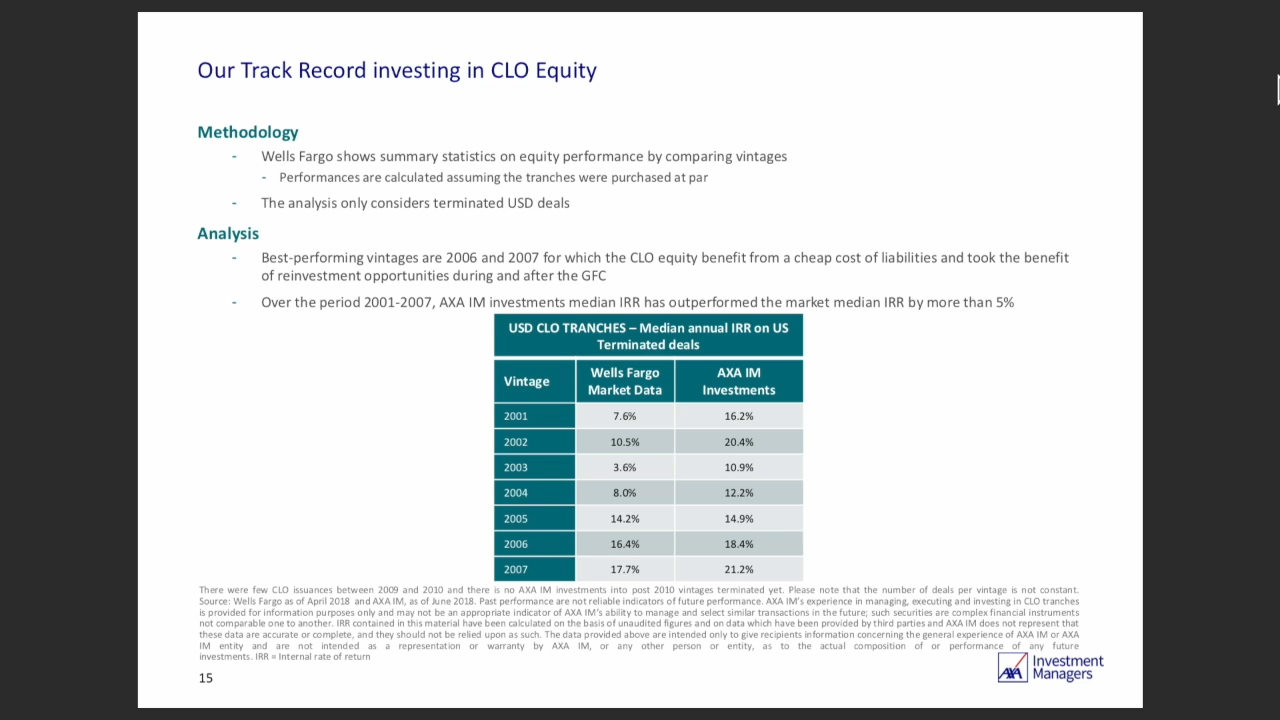 Our Track Record investing in CLO Equity
Methodology
- Wells Fargo shows summary statistics on equity performance by comparing vintages
- Performances are calculated assuming the tranches were purchased at par
- The analysis only considers terminated USD deals
Analysis
- Best-performing vintages are 2006 and 2007 for which the CLO equity benefit from a cheap cost of liabilities and took the benefit
of reinvestment opportunities during and after the GFC
- Over the period 2001-2007, AXA IM investments median IRR has outperformed the market median IRR by more than 5%
USD CLO TRANCHES – Median annual IRR on US
Terminated deals
Vintage
Wells Fargo
Market Data
AXA IM
Investments
2001 7.6% 16.2%
2002 10.5% 20.4%
2003 3.6% 10.9%
2004 8.0% 12.2%
2005 14.2% 14.9%
2006 16.4% 18.4%
2007 17.7% 21.2%
There were few CLO issuances between 2009 and 2010 and there is no AXA IM investments into post 2010 vintages terminated yet. Please note that the number of deals per vintage is not constant.
Source: Wells Fargo as of April 2018 and AXA IM, as of June 2018. Past performance are not reliable indicators of future performance. AXA IM's experience in managing, executing and investing in CLO tranches
is provided for information purposes only and may not be an appropriate indicator of AXA IM's ability to manage and select similar transactions in the future; such securities are complex financial instruments
not comparable one to another. IRR contained in this material have been calculated on the basis of unaudited figures and on data which have been provided by third parties and AXA IM does not represent that
these data are accurate or complete, and they should not be relied upon as such. The data provided above are intended only to give recipients information concerning the general experience of AXA IM or AXA
IM entity and are not intended as a representation or warranty by AXA IM, or any other person or entity, as to the actual composition of or performance of any future
investments. IRR = Internal rate of return
15
AXA Investment
Managers